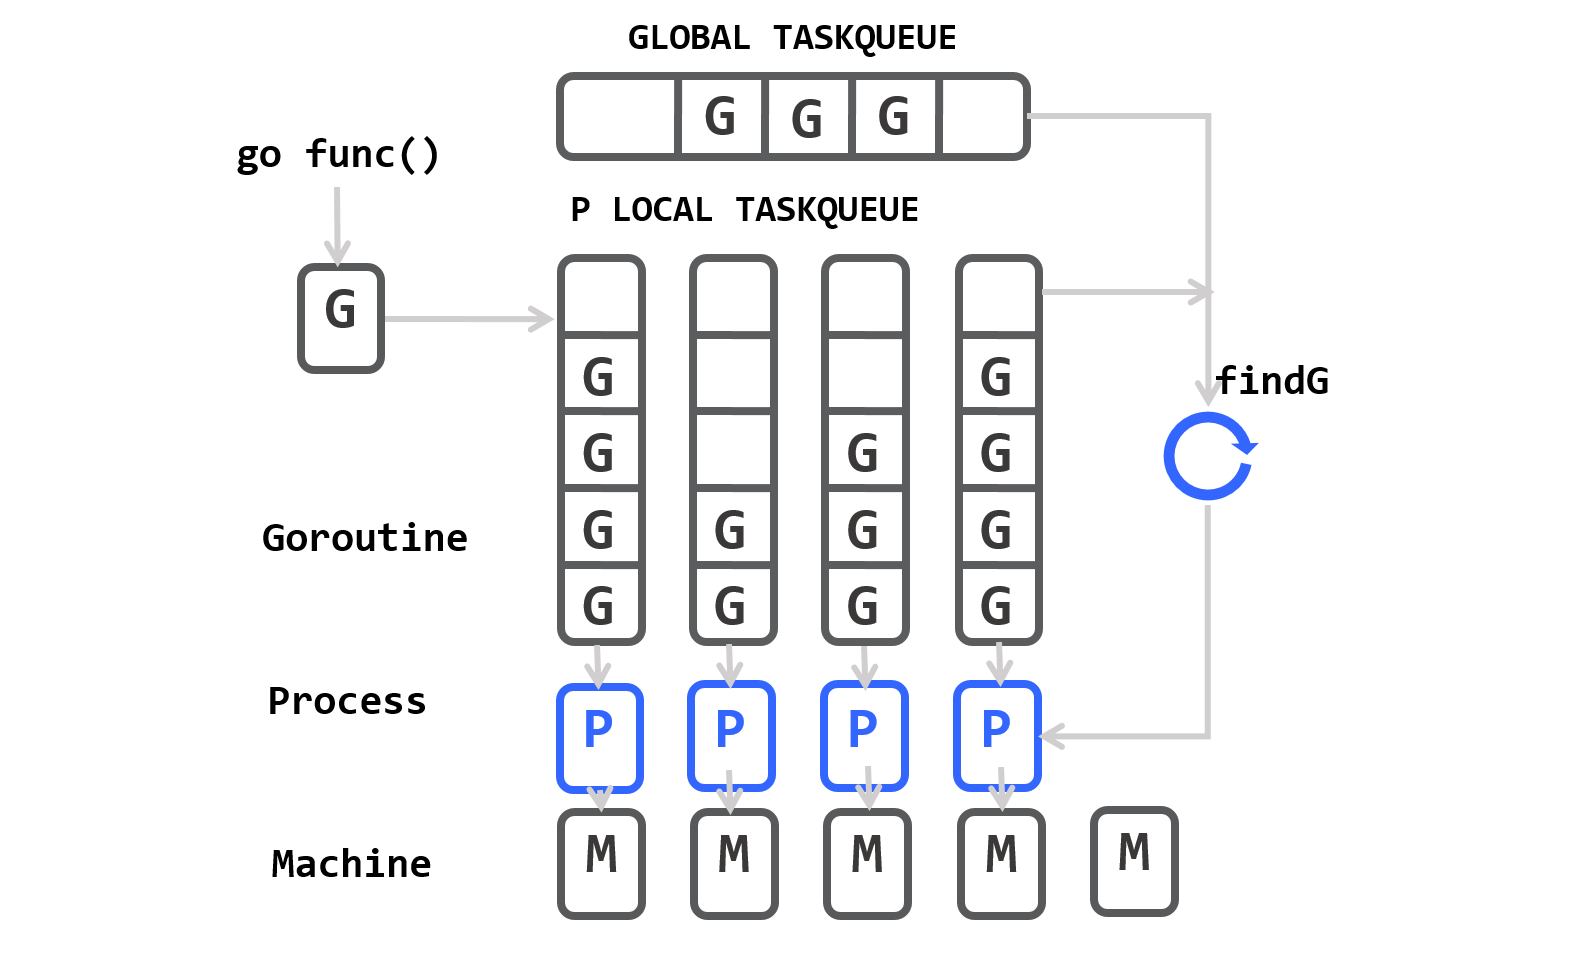 GLOBAL TASKQUEUE
G G G
go func()
P LOCAL TASKQUEUE
G
G G
findG
G G G
Goroutine
G G G G
G G G G
Process
P P P P
Machine
M M M M M